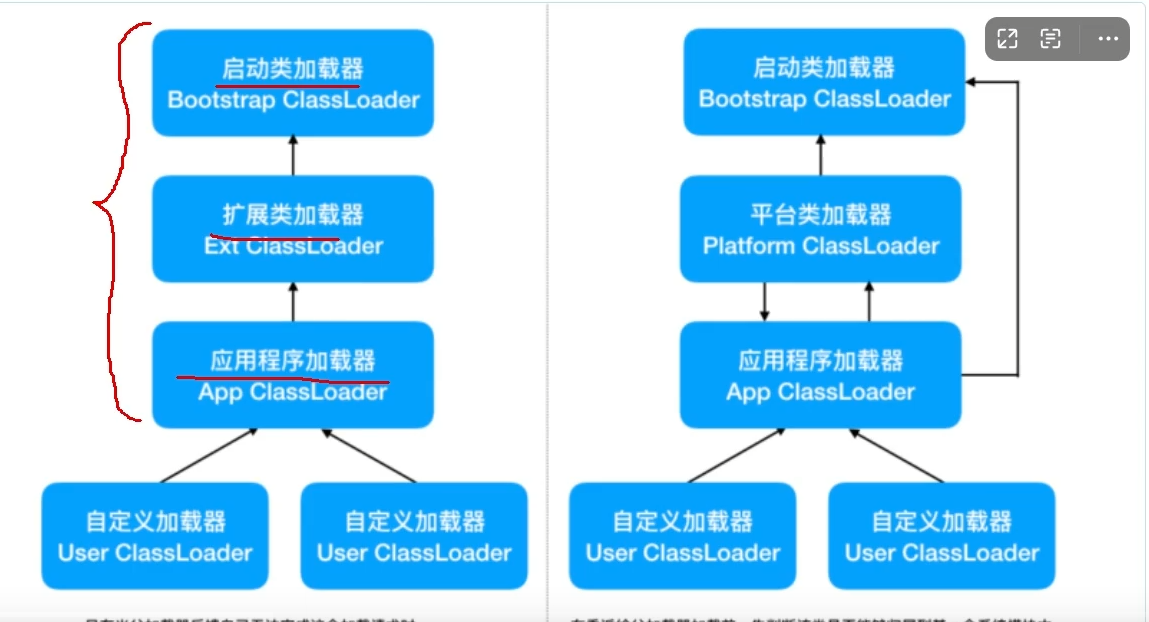 启动类加载器
Bootstrap ClassLoader
扩展类加载器
Ext ClassLoader
应用程序加载器
App ClassLoader
自定义加载器
User ClassLoader
自定义加载器
User ClassLoader
启动类加载器
Bootstrap ClassLoader
平台类加载器
Platform ClassLoader
应用程序加载器
App ClassLoader
自定义加载器
User ClassLoader
自定义加载器
User ClassLoader